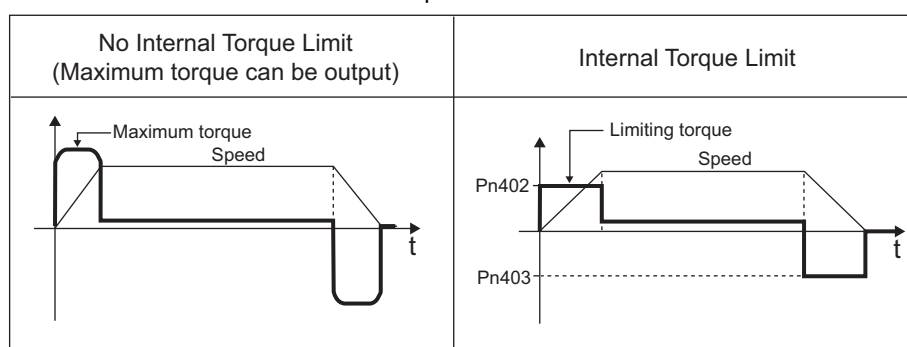 No Internal Torque Limit
(Maximum torque can be output)
Internal Torque Limit
Maximum torque
Speed
t
Limiting torque
Speed
Pn402
t
Pn403